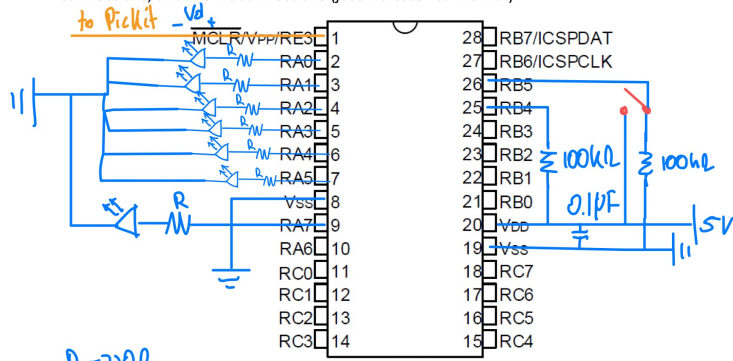 to Pickit
- Vd +
MCLR/VPP/RE3 1
RA0 2
RA1 3
RA2 4
RA3 5
RA4 6
RA5 7
Vss 8
RA7 9
RA6 10
RC0 11
RC1 12
RC2 13
RC3 14
28 RB7/ICSPDAT
27 RB6/ICSPCLK
26 RB5
25 RB4
24 RB3
23 RB2
22 RB1
21 RB0
20 VDD
19 Vss
18 RC7
17 RC6
16 RC5
15 RC4
R
R
R
R
R
R
R
100kΩ
100kΩ
0.1µF
5V